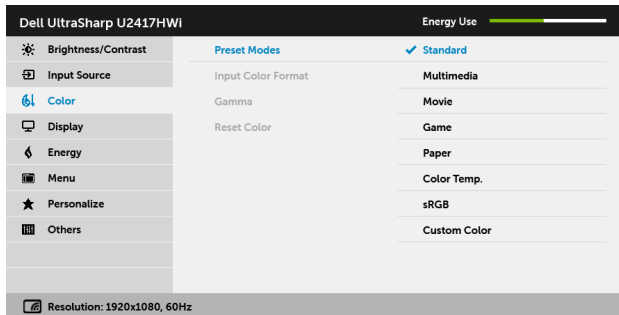 Dell UltraSharp U2417HWi
Energy Use
Brightness/Contrast
Preset Modes
Standard
Input Source
Input Color Format
Multimedia
Color
Gamma
Movie
Display
Reset Color
Game
Energy
Paper
Menu
Color Temp.
Personalize
sRGB
Others
Custom Color
Resolution: 1920x1080, 60Hz